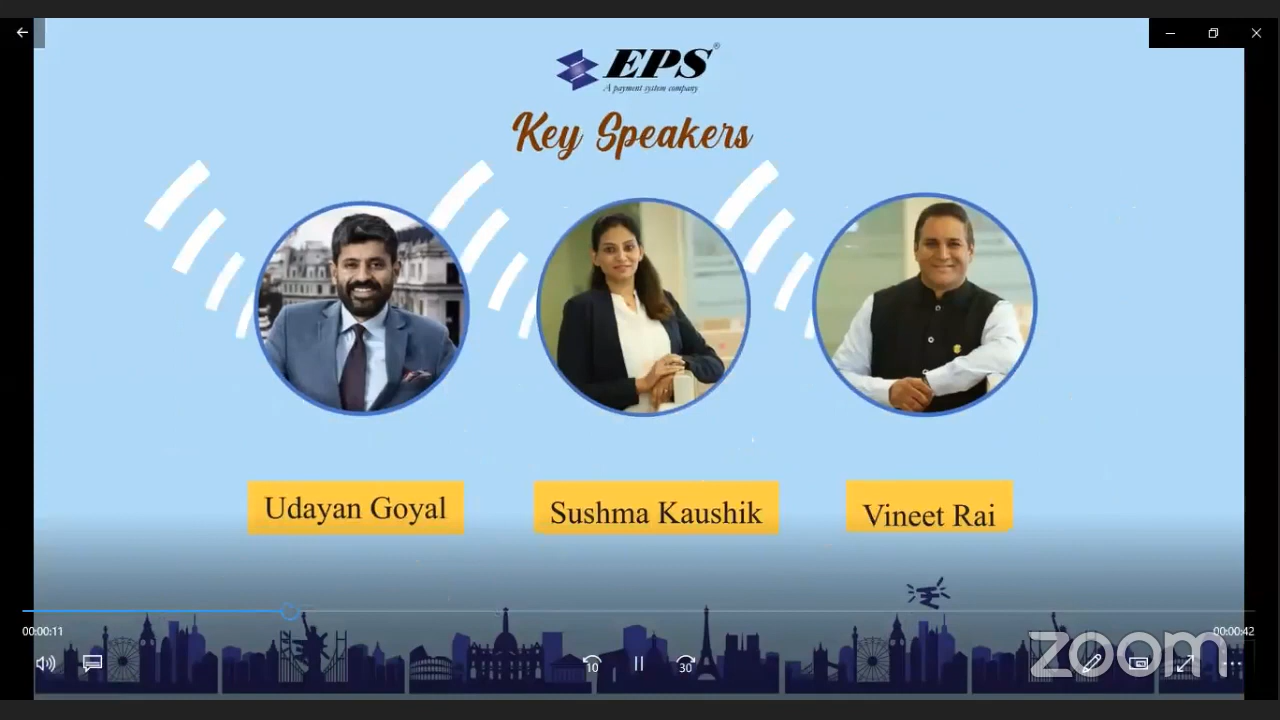 EPS®
A payment system company
Key Speakers
Udayan Goyal
Sushma Kaushik
Vineet Rai
00:00:11
00:00:42
10
30
zoom